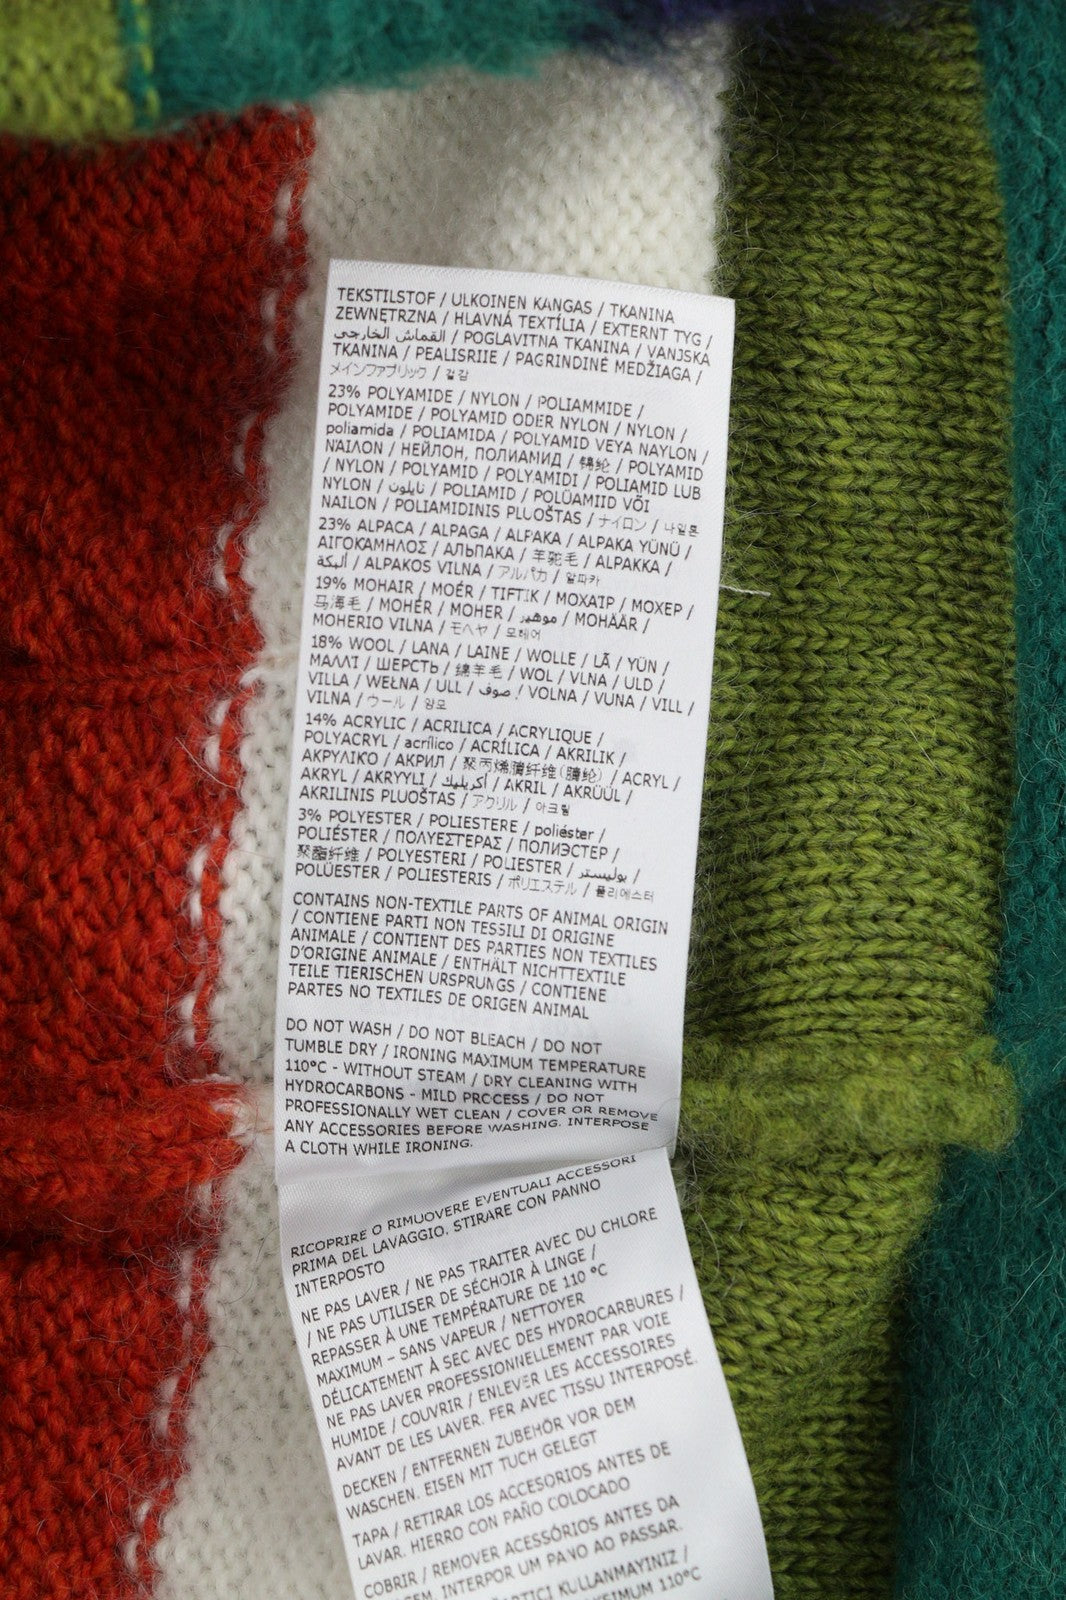 TEKSTILSTOF / ULKOINEN KANGAS / TKANINA
ZEWNĘTRZNA / HLAVNÁ TEXTÍLIA / EXTERNT TYG /
القماش الخارجي / POGLAVITNA TKANINA / VANJSKA
TKANINA / PEALISRIIE / PAGRINDINĖ MEDŽIAGA /
メインファブリック / 겉감
23% POLYAMIDE / NYLON / POLIAMMIDE /
POLYAMIDE / POLYAMID ODER NYLON / NYLON /
poliamida / POLIAMIDA / POLYAMID VEYA NAYLON /
ΝΑΪΛΟΝ / НЕЙЛОН, ПОЛИАМИД / 锦纶 / POLYAMID
/ NYLON / POLYAMID / POLYAMIDI / POLIAMID LUB
NYLON / نايلون / POLIAMID / POLÜAMIID VÕI
NAILON / POLIAMIDINIS PLUOŠTAS / ナイロン / 나일론
23% ALPACA / ALPAGA / ALPAKA / ALPAKA YÜNÜ /
ΑΙΓΟΚΑΜΗΛΟΣ / АЛЬПАКА / 羊驼毛 / ALPAKKA /
ألبكة / ALPAKOS VILNA / アルパカ / 알파카
19% MOHAIR / MOÉR / TIFTIK / ΜΟΧΑΪΡ / МОХЕР /
马海毛 / MOHÉR / MOHER / موهير / MOHÄÄR /
MOHERIO VILNA / モヘヤ / 모헤어
18% WOOL / LANA / LAINE / WOLLE / LÃ / YÜN /
ΜΑΛΛΙ / ШЕРСТЬ / 绵羊毛 / WOL / VLNA / ULD /
VILLA / WEŁNA / ULL / صوف / VOLNA / VUNA / VILL /
VILNA / ウール / 양모
14% ACRYLIC / ACRILICA / ACRYLIQUE /
POLYACRYL / acrílico / ACRÍLICA / AKRILIK /
ΑΚΡΥΛΙΚΟ / АКРИЛ / 聚丙烯腈纤维(腈纶) / ACRYL /
AKRYL / AKRYYLI / أكريليك / AKRIL / AKRÜÜL /
AKRILINIS PLUOŠTAS / アクリル / 아크릴
3% POLYESTER / POLIESTERE / poliéster /
POLIÉSTER / ΠΟΛΥΕΣΤΕΡΑΣ / ПОЛИЭСТЕР /
聚酯纤维 / POLYESTERI / POLIESTER / بوليستر /
POLÜESTER / POLIESTERIS / ポリエステル / 폴리에스터
CONTAINS NON-TEXTILE PARTS OF ANIMAL ORIGIN
/ CONTIENE PARTI NON TESSILI DI ORIGINE
ANIMALE / CONTIENT DES PARTIES NON TEXTILES
D'ORIGINE ANIMALE / ENTHÄLT NICHTTEXTILE
TEILE TIERISCHEN URSPRUNGS / CONTIENE
PARTES NO TEXTILES DE ORIGEN ANIMAL
DO NOT WASH / DO NOT BLEACH / DO NOT
TUMBLE DRY / IRONING MAXIMUM TEMPERATURE
110°C - WITHOUT STEAM / DRY CLEANING WITH
HYDROCARBONS - MILD PROCESS / DO NOT
PROFESSIONALLY WET CLEAN / COVER OR REMOVE
ANY ACCESSORIES BEFORE WASHING. INTERPOSE
A CLOTH WHILE IRONING.
RICOPRIRE O RIMUOVERE EVENTUALI ACCESSORI
PRIMA DEL LAVAGGIO. STIRARE CON PANNO
INTERPOSTO
NE PAS LAVER / NE PAS TRAITER AVEC DU CHLORE
/ NE PAS UTILISER DE SÉCHOIR À LINGE /
REPASSER À UNE TEMPÉRATURE DE 110 °C
MAXIMUM – SANS VAPEUR / NETTOYER
DÉLICATEMENT À SEC AVEC DES HYDROCARBURES /
NE PAS LAVER PROFESSIONNELLEMENT PAR VOIE
HUMIDE / COUVRIR / ENLEVER LES ACCESSOIRES
AVANT DE LES LAVER. FER AVEC TISSU INTERPOSÉ.
DECKEN / ENTFERNEN ZUBEHÖR VOR DEM
WASCHEN. EISEN MIT TUCH GELEGT
TAPA / RETIRAR LOS ACCESORIOS ANTES DE
LAVAR. HIERRO CON PAÑO COLOCADO
COBRIR / REMOVER ACESSÓRIOS ANTES DA
INTERPOR UM PANO AO PASSAR.
KULLANMAYINIZ /
110°C